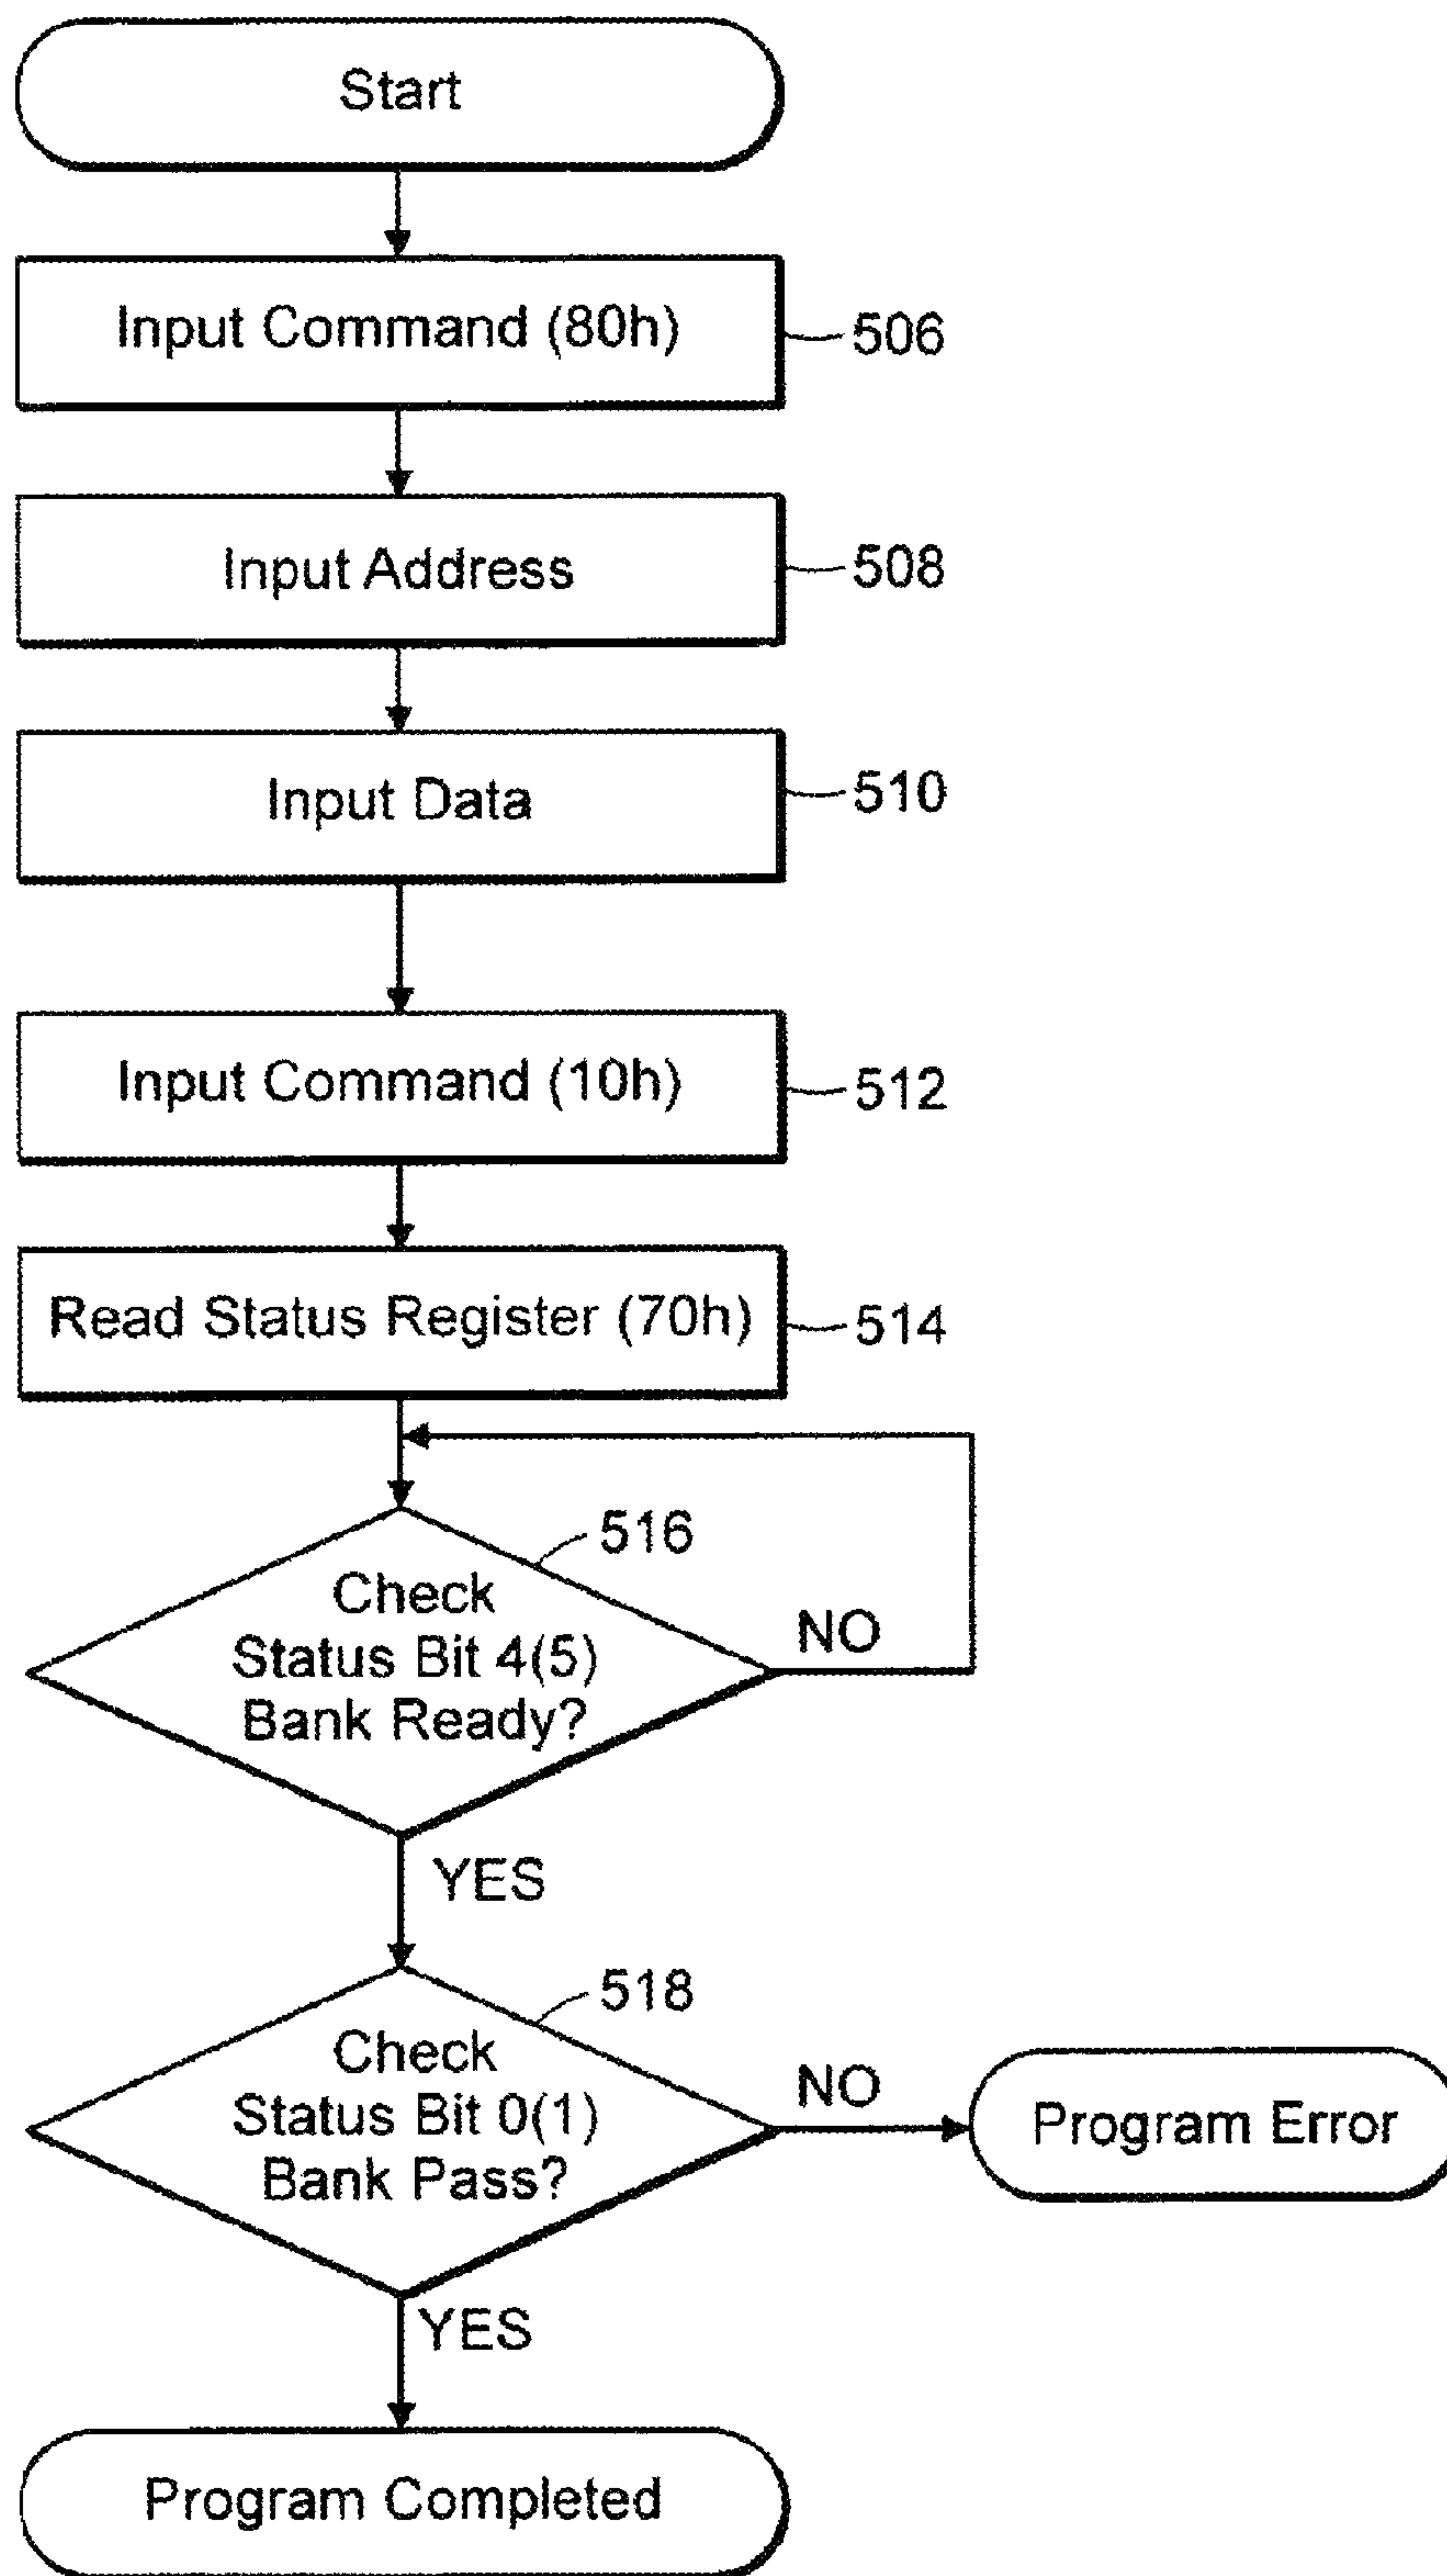 Start
Input Command (80h)
506
Input Address
508
Input Data
510
Input Command (10h)
512
Read Status Register (70h)
514
516
Check
Status Bit 4(5)
Bank Ready?
NO
YES
518
Check
Status Bit 0(1)
Bank Pass?
NO
Program Error
YES
Program Completed